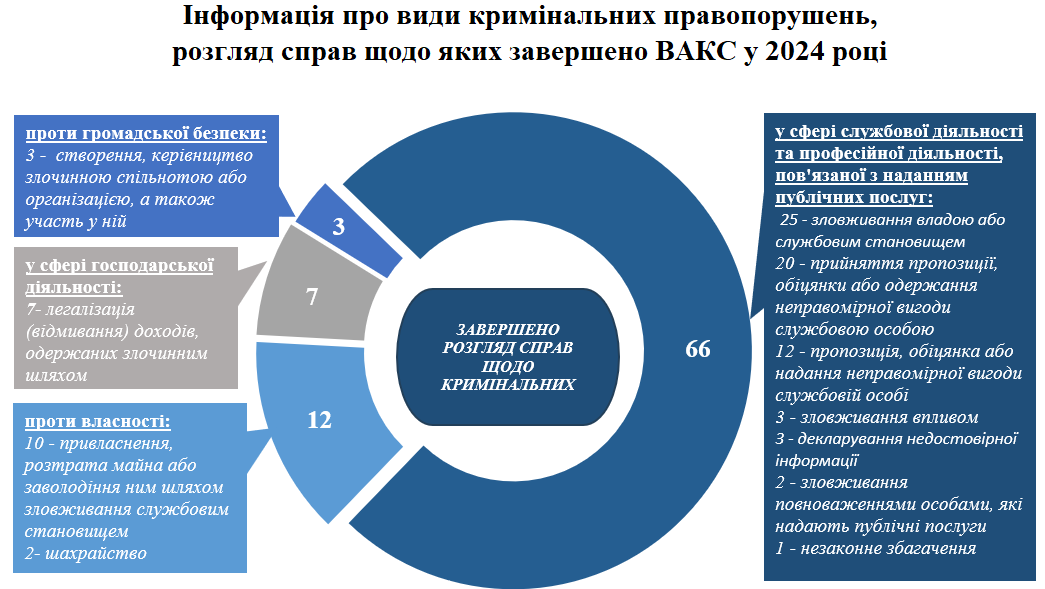 Інформація про види кримінальних правопорушень,
розгляд справ щодо яких завершено ВАКС у 2024 році
проти громадської безпеки:
3 - створення, керівництво
злочинною спільнотою або
організацією, а також
участь у ній
у сфері господарської
діяльності:
7- легалізація
(відмивання) доходів,
одержаних злочинним
шляхом
проти власності:
10 - привласнення,
розтрата майна або
заволодіння ним шляхом
зловживання службовим
становищем
2- шахрайство
3
7
12
66
ЗАВЕРШЕНО
РОЗГЛЯД СПРАВ
ЩОДО
КРИМІНАЛЬНИХ
у сфері службової діяльності
та професійної діяльності,
пов'язаної з наданням
публічних послуг:
25 - зловживання владою або
службовим становищем
20 - прийняття пропозиції,
обіцянки або одержання
неправомірної вигоди
службовою особою
12 - пропозиція, обіцянка або
надання неправомірної вигоди
службовій особі
3 - зловживання впливом
3 - декларування недостовірної
інформації
2 - зловживання
повноваженнями особами, які
надають публічні послуги
1 - незаконне збагачення